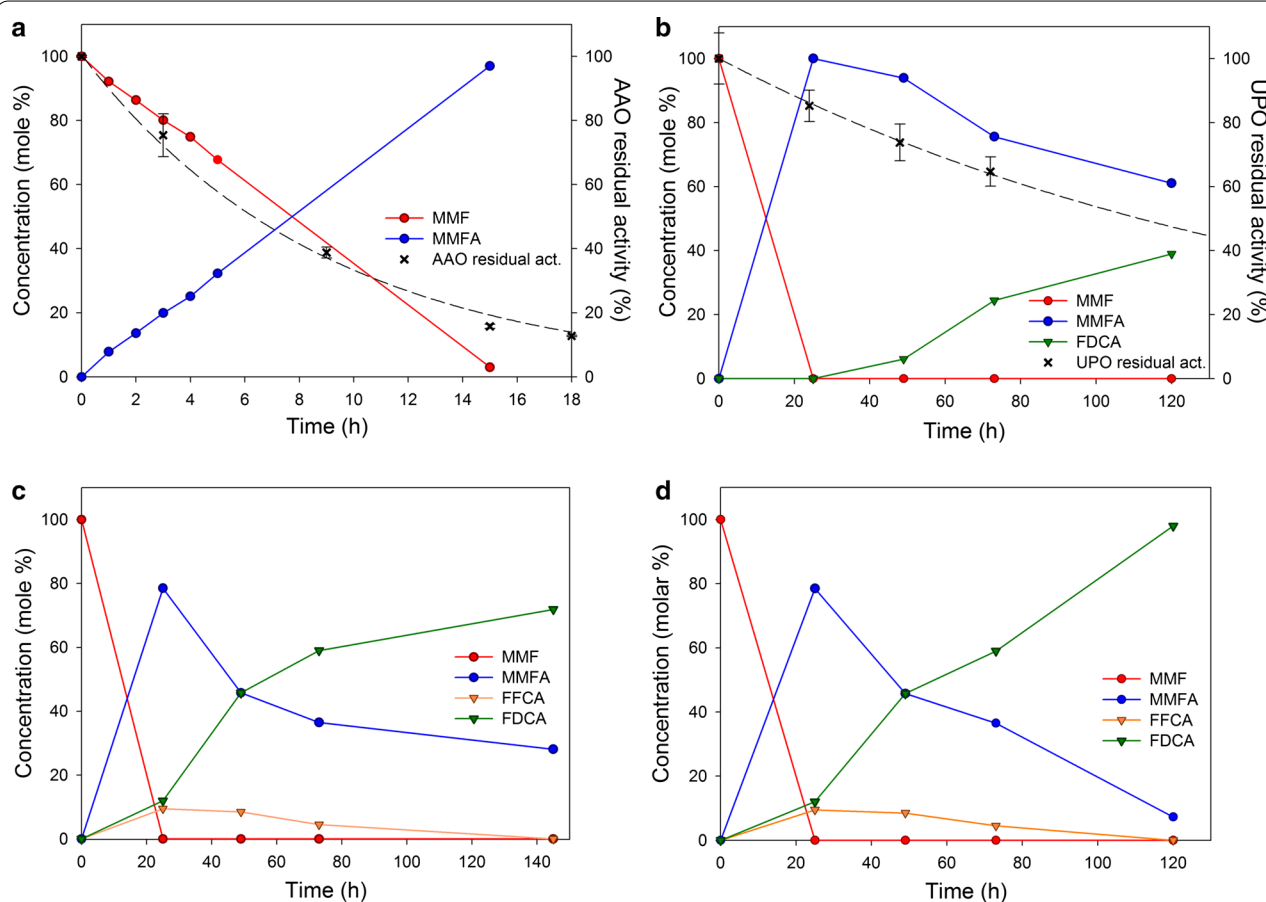 a
100
80
60
40
20
0
Concentration (mole %)
MMF
MMFA
AAO residual act.
100
80
60
40
20
0
AAO residual activity (%)
0 2 4 6 8 10 12 14 16 18
Time (h)
b
100
80
60
40
20
0
Concentration (mole %)
MMF
MMFA
FDCA
UPO residual act.
100
80
60
40
20
0
UPO residual activity (%)
0 20 40 60 80 100 120
Time (h)
c
100
80
60
40
20
0
Concentration (mole %)
MMF
MMFA
FFCA
FDCA
0 20 40 60 80 100 120 140
Time (h)
d
100
80
60
40
20
0
Concentration (molar %)
MMF
MMFA
FFCA
FDCA
0 20 40 60 80 100 120
Time (h)